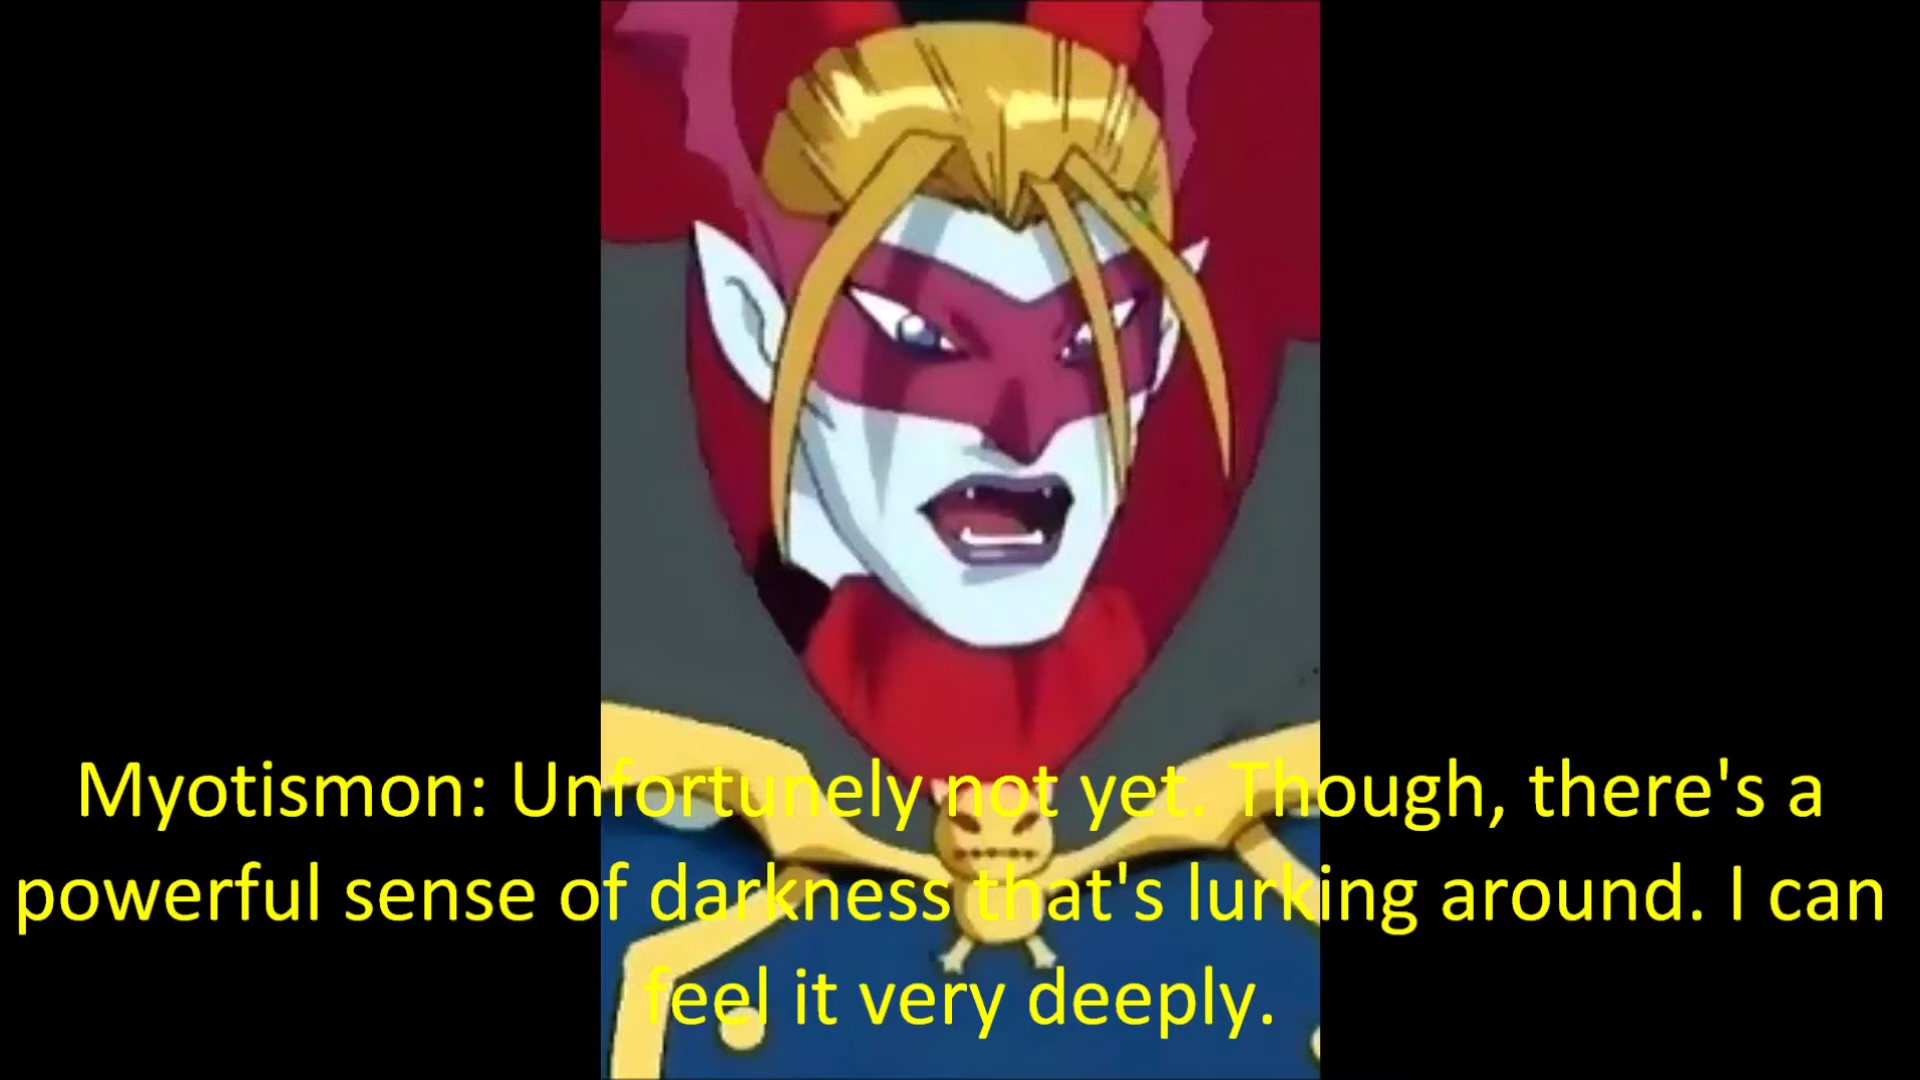 Myotismon: Unfortunely not yet. Though, there's a
powerful sense of darkness that's lurking around. I can
feel it very deeply.